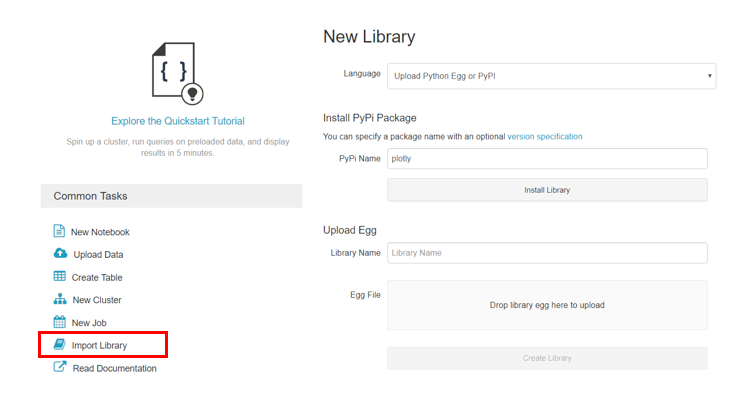 { }
Explore the Quickstart Tutorial
Spin up a cluster, run queries on preloaded data, and display
results in 5 minutes.
Common Tasks
New Notebook
Upload Data
Create Table
New Cluster
New Job
Import Library
Read Documentation
New Library
Language
Upload Python Egg or PyPI
Install PyPi Package
You can specify a package name with an optional version specification
PyPi Name
plotly
Install Library
Upload Egg
Library Name
Library Name
Egg File
Drop library egg here to upload
Create Library